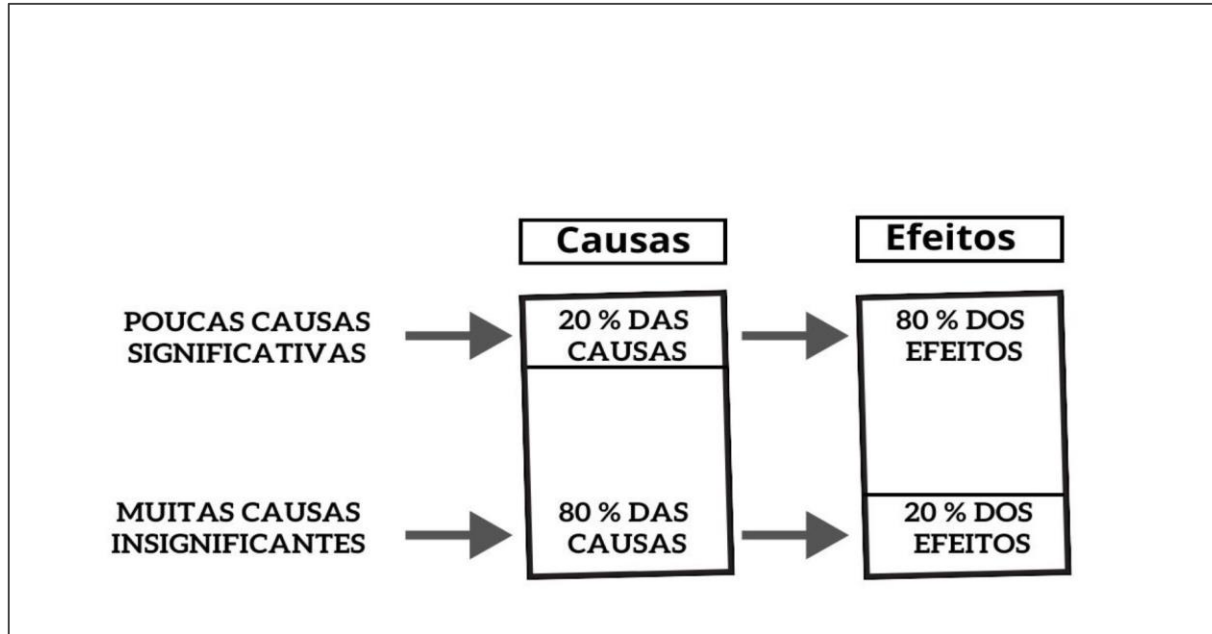 Causas
Efeitos
POUCAS CAUSAS
SIGNIFICATIVAS
20 % DAS
CAUSAS
80 % DOS
EFEITOS
MUITAS CAUSAS
INSIGNIFICANTES
80 % DAS
CAUSAS
20 % DOS
EFEITOS